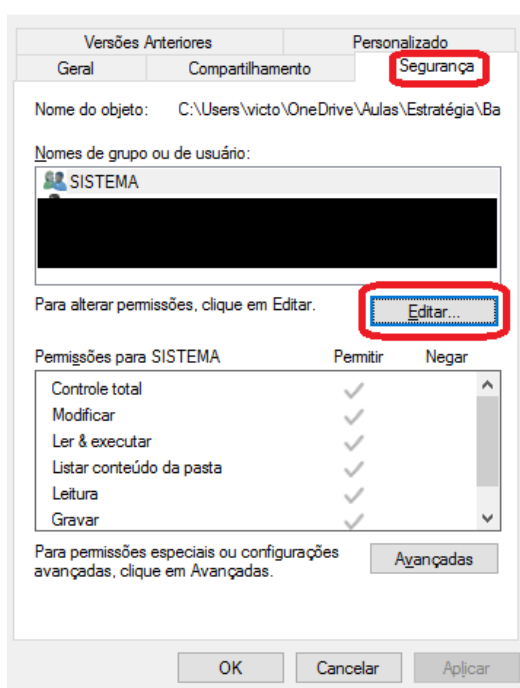 Versões Anteriores Personalizado
Geral Compartilhamento Segurança
Nome do objeto: C:\Users\victo\OneDrive\Aulas\Estratégia\Ba
Nomes de grupo ou de usuário:
SISTEMA
Para alterar permissões, clique em Editar.
Editar...
Permissões para SISTEMA Permitir Negar
Controle total
Modificar
Ler & executar
Listar conteúdo da pasta
Leitura
Gravar
Para permissões especiais ou configurações
avançadas, clique em Avançadas.
Avançadas
OK Cancelar Aplicar